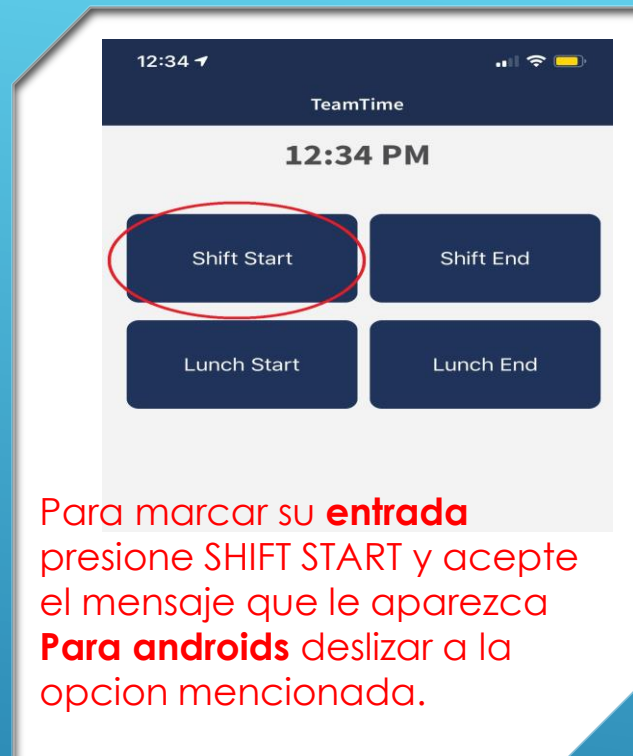 12:34
TeamTime
12:34 PM
Shift Start
Shift End
Lunch Start
Lunch End
Para marcar su entrada
presione SHIFT START y acepte
el mensaje que le aparezca
Para androids deslizar a la
opcion mencionada.